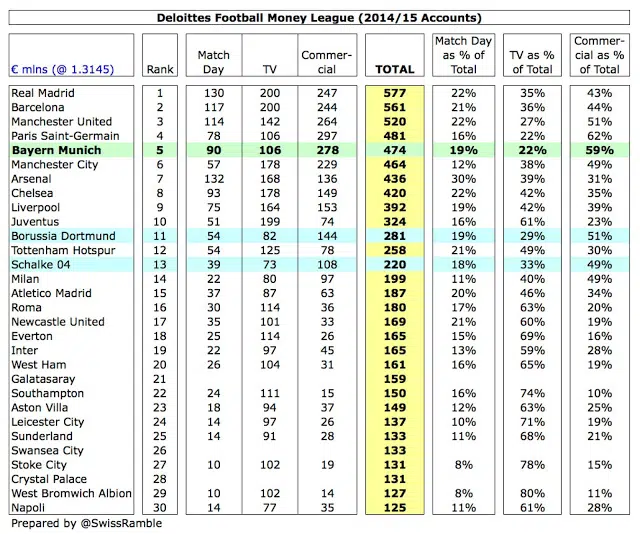 Deloittes Football Money League (2014/15 Accounts)
€ mlns (@ 1.3145) Rank Match Day TV Commer-cial TOTAL Match Day as % of Total TV as % of Total Commer-cial as % of Total
Real Madrid 1 130 200 247 577 22% 35% 43%
Barcelona 2 117 200 244 561 21% 36% 44%
Manchester United 3 114 142 264 520 22% 27% 51%
Paris Saint-Germain 4 78 106 297 481 16% 22% 62%
Bayern Munich 5 90 106 278 474 19% 22% 59%
Manchester City 6 57 178 229 464 12% 38% 49%
Arsenal 7 132 168 136 436 30% 39% 31%
Chelsea 8 93 178 149 420 22% 42% 35%
Liverpool 9 75 164 153 392 19% 42% 39%
Juventus 10 51 199 74 324 16% 61% 23%
Borussia Dortmund 11 54 82 144 281 19% 29% 51%
Tottenham Hotspur 12 54 125 78 258 21% 49% 30%
Schalke 04 13 39 73 108 220 18% 33% 49%
Milan 14 22 80 97 199 11% 40% 49%
Atletico Madrid 15 37 87 63 187 20% 46% 34%
Roma 16 30 114 36 180 17% 63% 20%
Newcastle United 17 35 101 33 169 21% 60% 19%
Everton 18 25 114 26 165 15% 69% 16%
Inter 19 22 97 45 165 13% 59% 28%
West Ham 20 26 104 31 161 16% 65% 19%
Galatasaray 21 159
Southampton 22 24 111 15 150 16% 74% 10%
Aston Villa 23 18 94 37 149 12% 63% 25%
Leicester City 24 14 97 26 137 10% 71% 19%
Sunderland 25 14 91 28 133 11% 68% 21%
Swansea City 26 133
Stoke City 27 10 102 19 131 8% 78% 15%
Crystal Palace 28 131
West Bromwich Albion 29 10 102 14 127 8% 80% 11%
Napoli 30 14 77 35 125 11% 61% 28%
Prepared by @SwissRamble